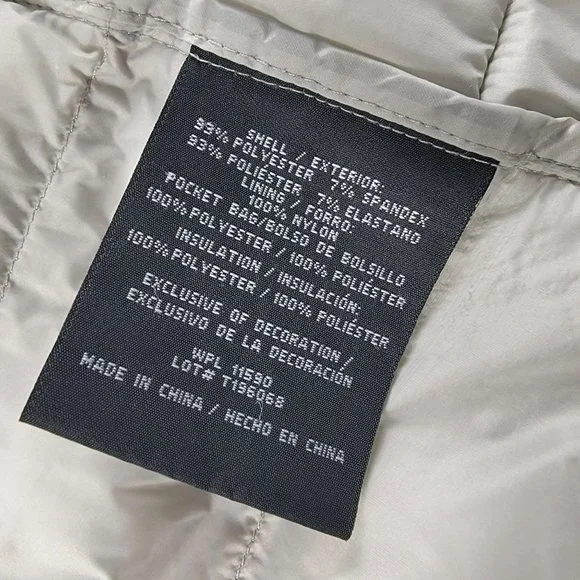 SHELL / EXTERIOR:
93% POLYESTER 7% SPANDEX
93% POLIÉSTER 7% ELASTANO
LINING / FORRO:
100% NYLON
POCKET BAG/BOLSO DE BOLSILLO
100% POLYESTER / 100% POLIÉSTER
INSULATION / INSULACIÓN:
100% POLYESTER / 100% POLIÉSTER
EXCLUSIVE OF DECORATION /
EXCLUSIVO DE LA DECORACIÓN
WPL 11590
LOT# T196068
MADE IN CHINA / HECHO EN CHINA